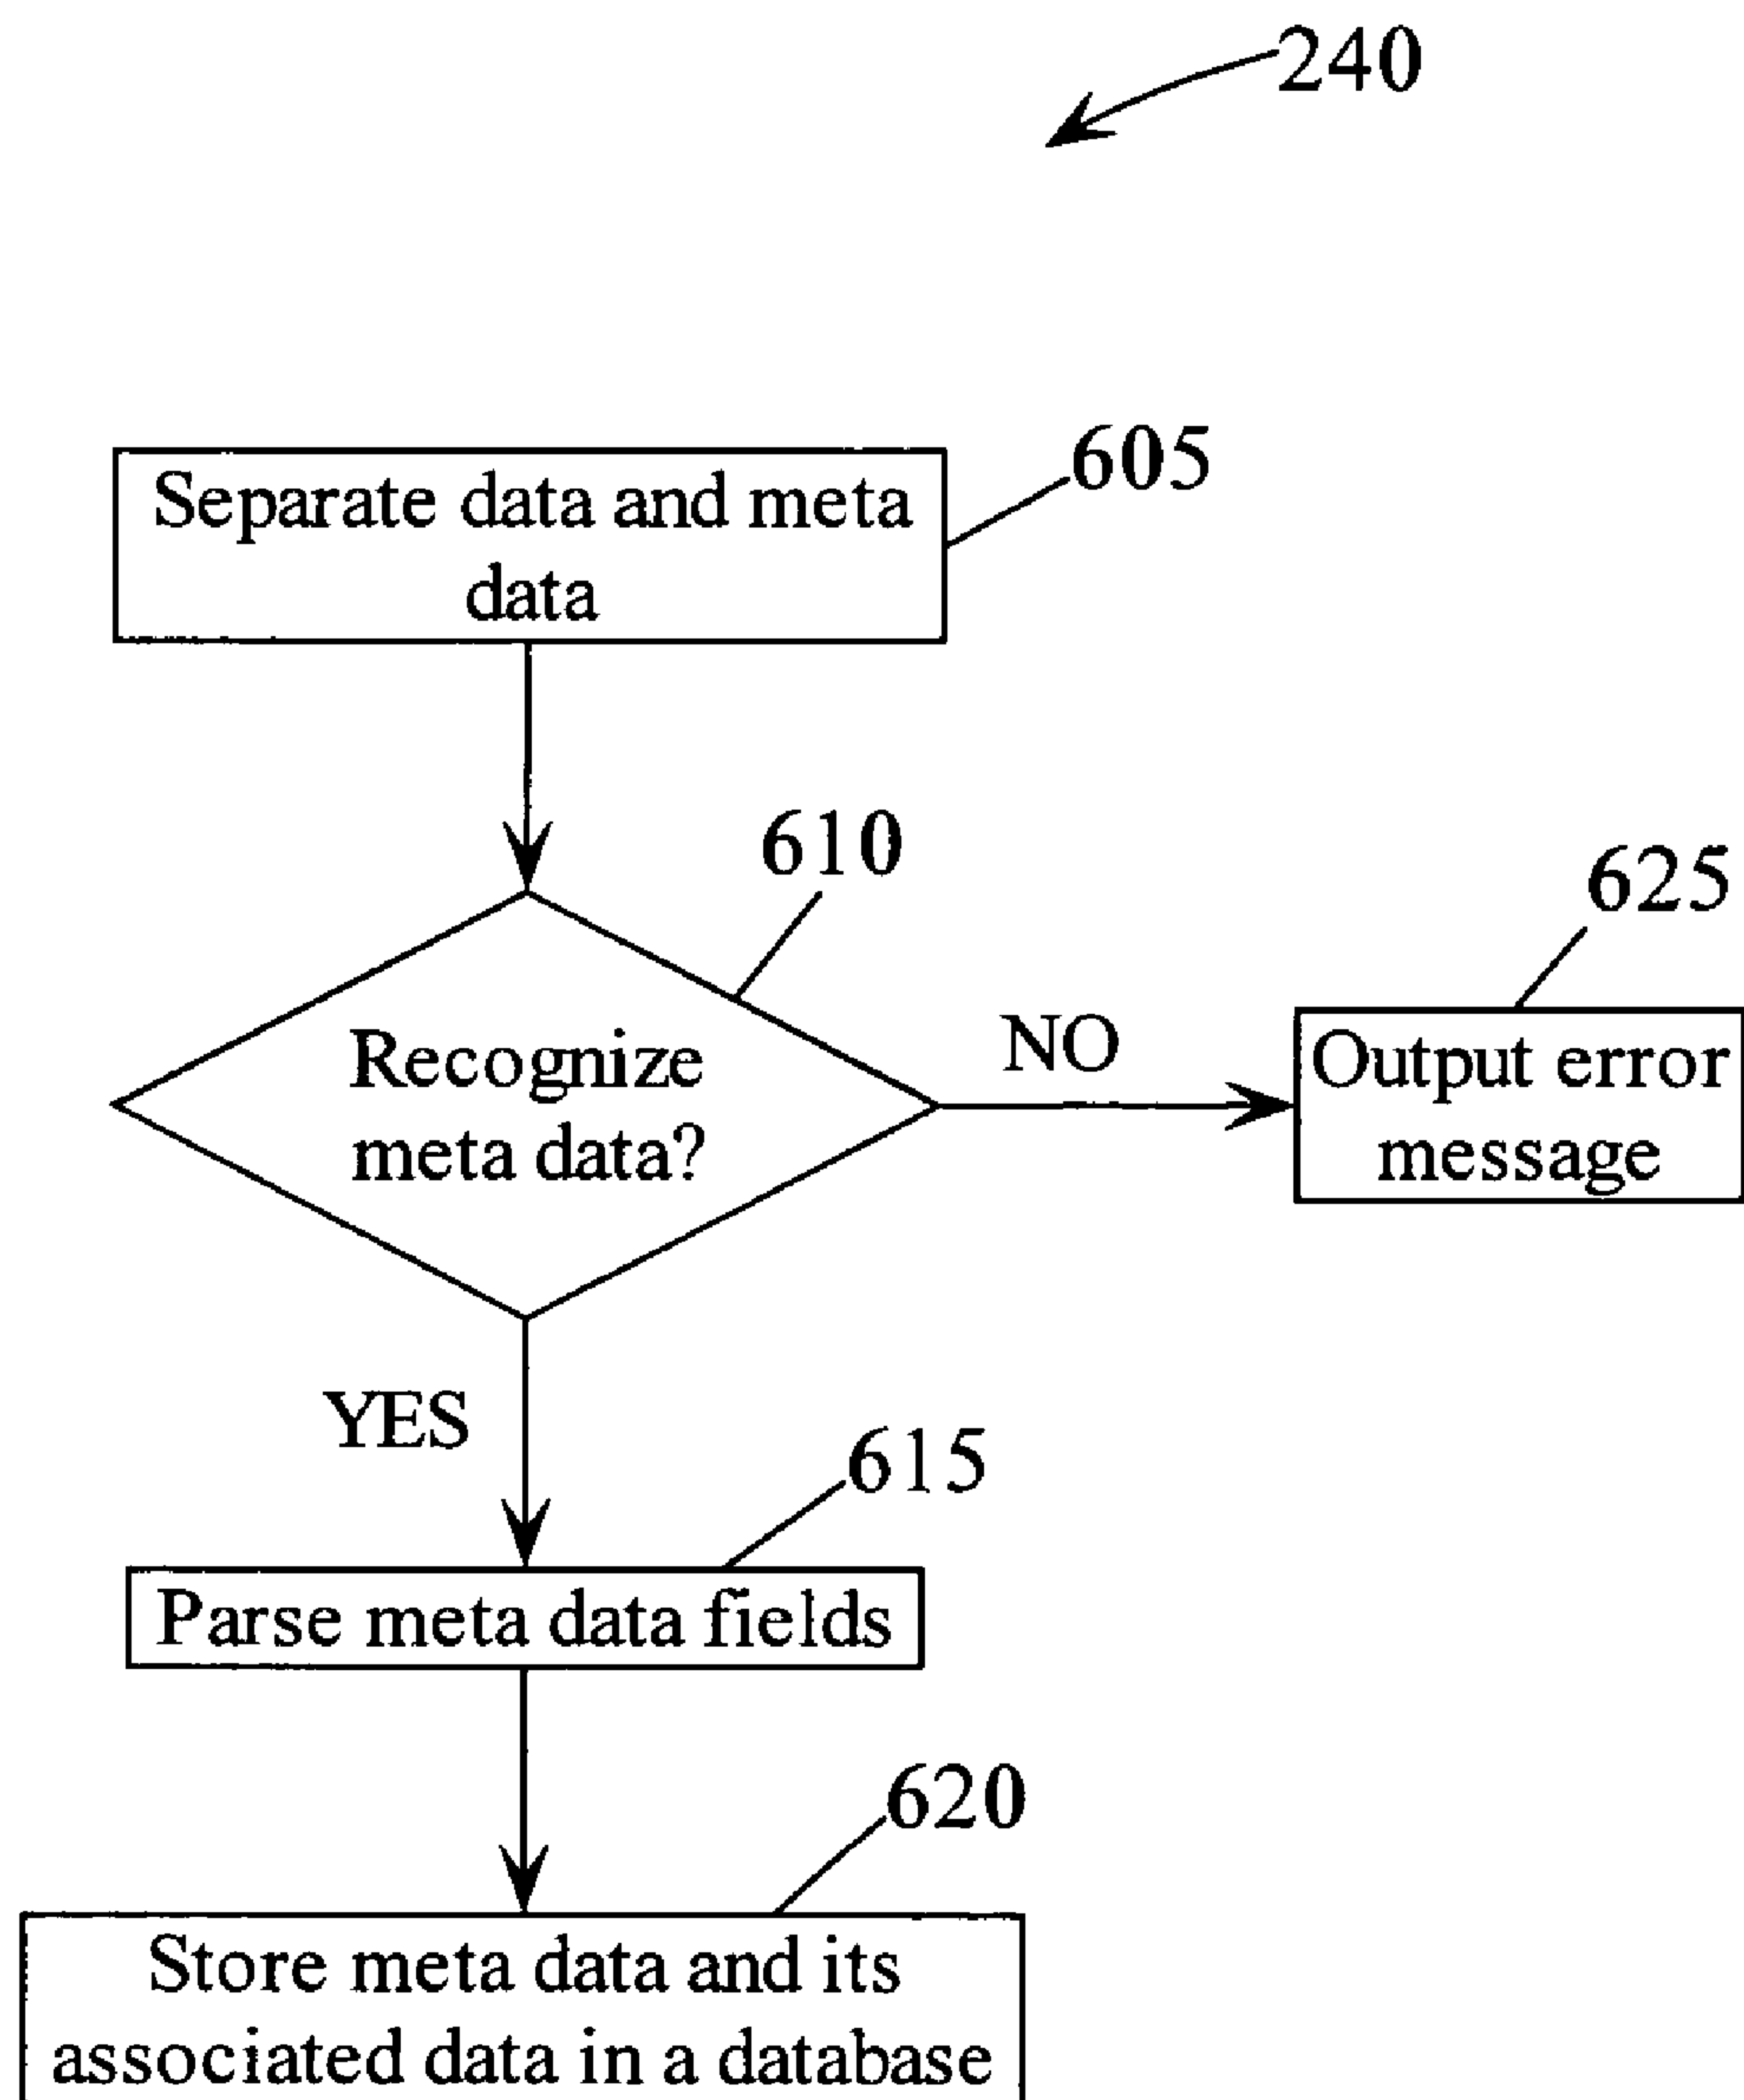 240
605
Separate data and meta
data
610
625
Recognize
meta data?
NO
Output error
message
YES
615
Parse meta data fields
620
Store meta data and its
associated data in a database